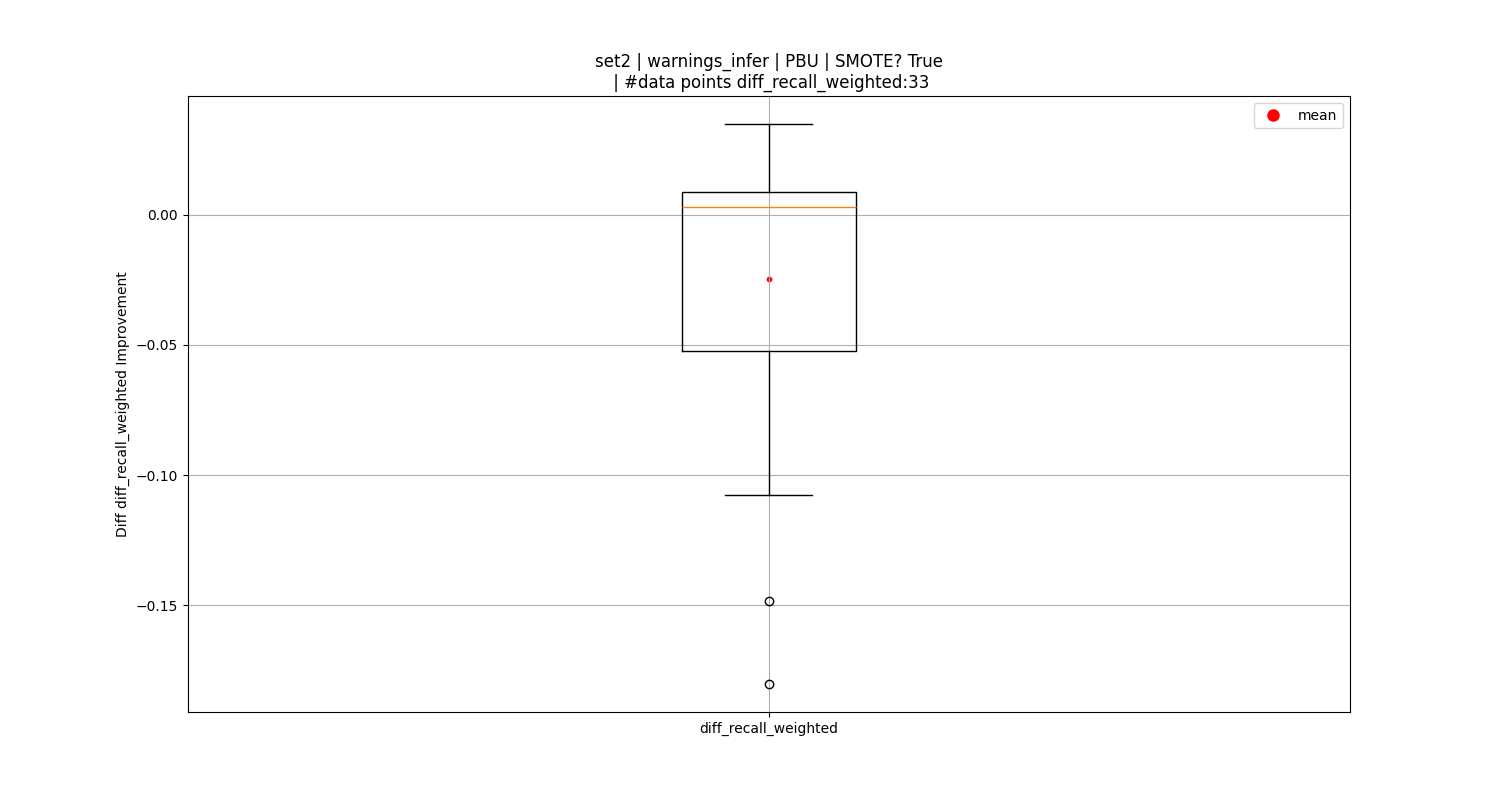 set2 | warnings_infer | PBU | SMOTE? True
| #data points diff_recall_weighted:33
mean
0.00
−0.05
−0.10
−0.15
Diff diff_recall_weighted Improvement
diff_recall_weighted